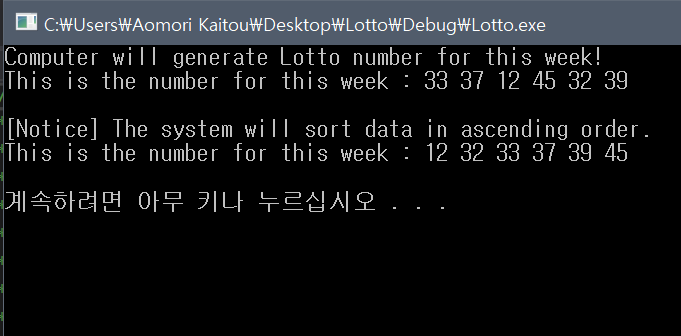 C:₩Users₩Aomori Kaitou₩Desktop₩Lotto₩Debug₩Lotto.exe
Computer will generate Lotto number for this week!
This is the number for this week : 33 37 12 45 32 39
[Notice] The system will sort data in ascending order.
This is the number for this week : 12 32 33 37 39 45
계속하려면 아무 키나 누르십시오 . . .